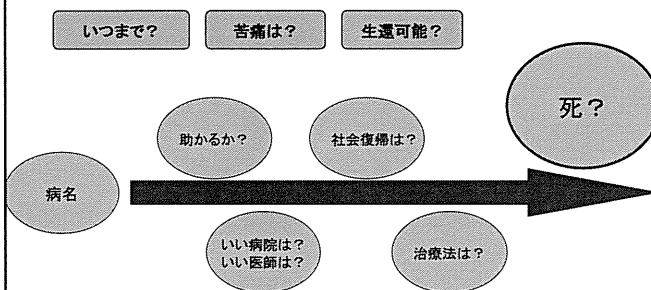 いつまで？
苦痛は？
生還可能？
死？
助かるか？
社会復帰は？
病名
いい病院は？
いい医師は？
治療法は？